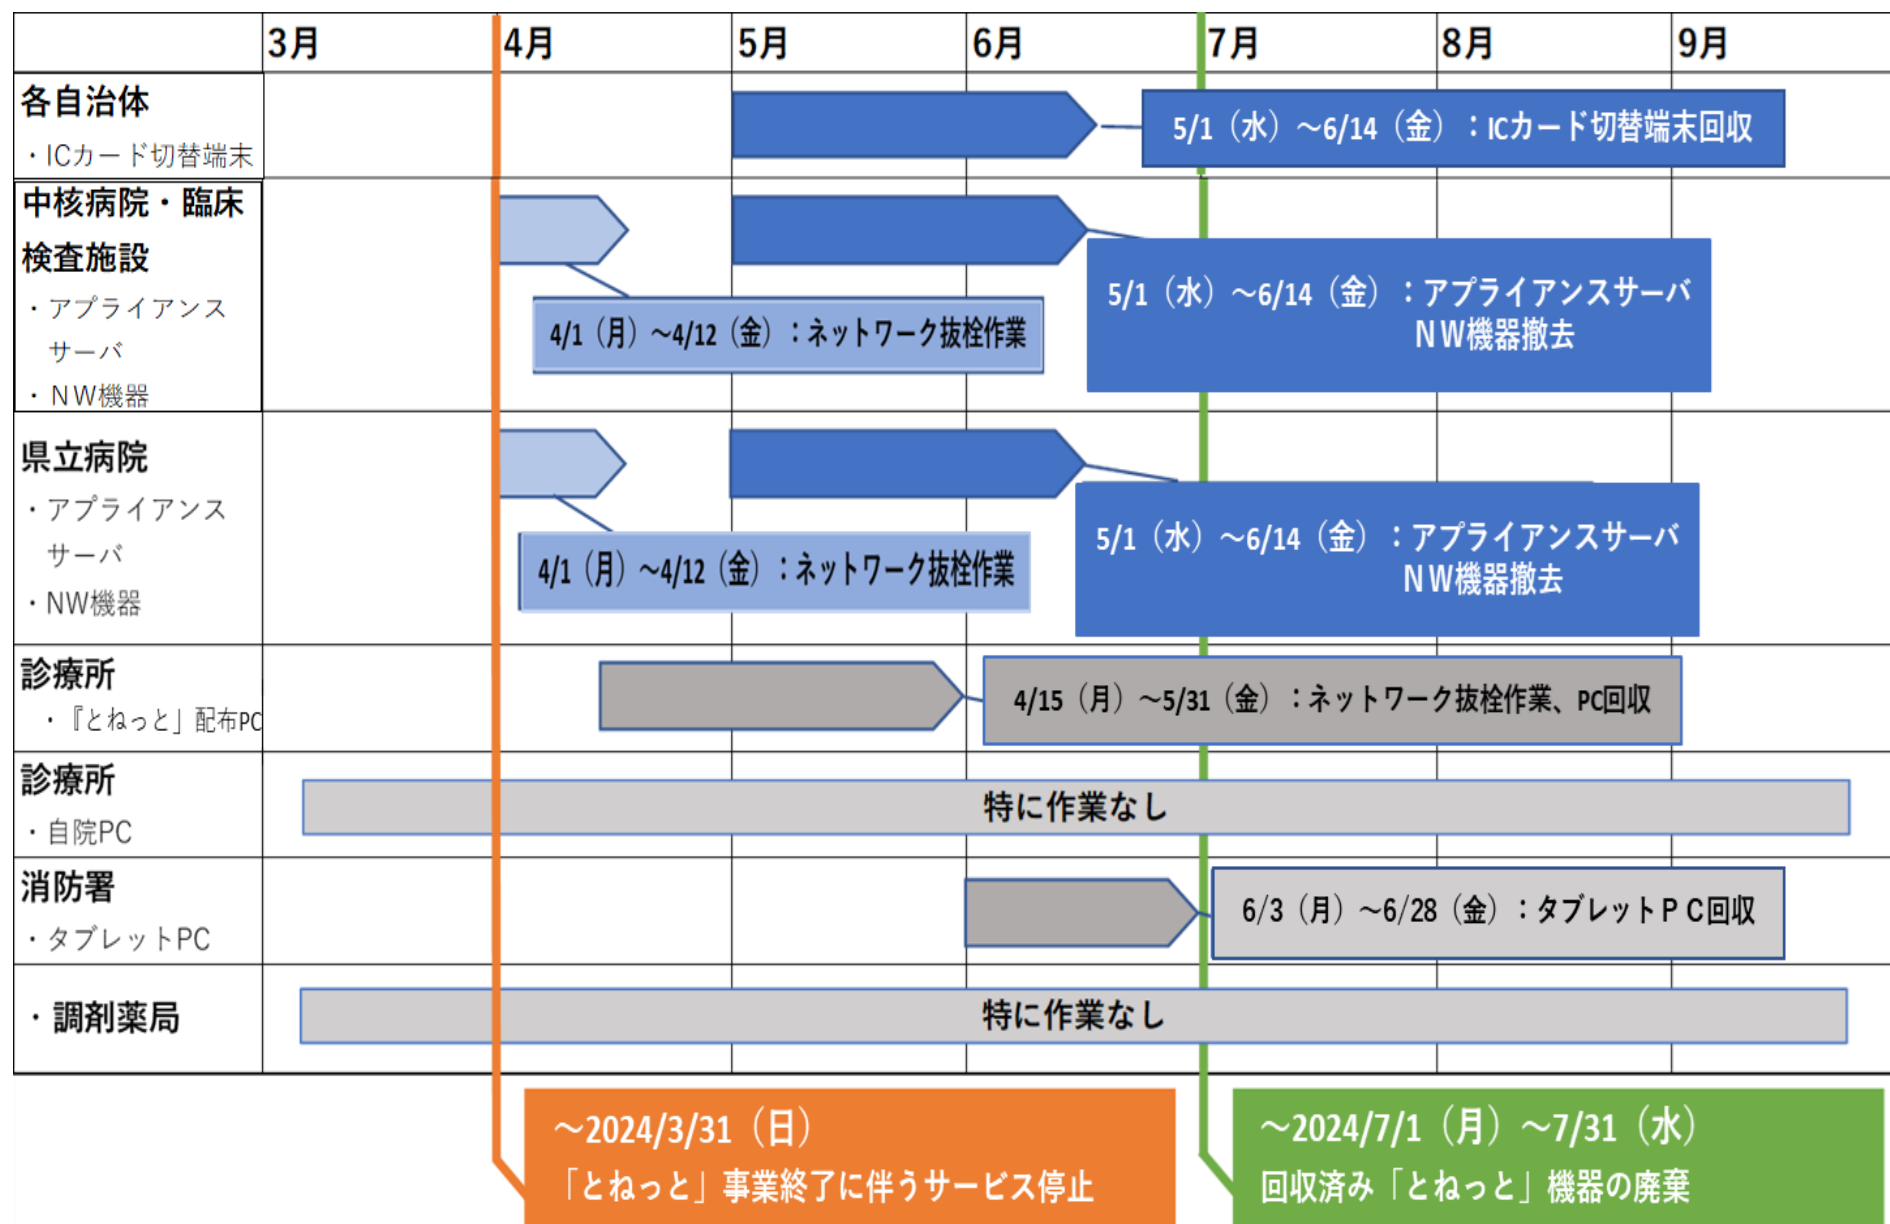 3月 4月 5月 6月 7月 8月 9月
各自治体
・ICカード切替端末
5/1（水）～6/14（金）：ICカード切替端末回収
中核病院・臨床
検査施設
・アプライアンス
サーバ
・ＮＷ機器
4/1（月）～4/12（金）：ネットワーク抜栓作業
5/1（水）～6/14（金）：アプライアンスサーバ
ＮＷ機器撤去
県立病院
・アプライアンス
サーバ
・NW機器
4/1（月）～4/12（金）：ネットワーク抜栓作業
5/1（水）～6/14（金）：アプライアンスサーバ
ＮＷ機器撤去
診療所
・『とねっと」配布PC
4/15（月）～5/31（金）：ネットワーク抜栓作業、PC回収
診療所
・自院PC
特に作業なし
消防署
・タブレットPC
6/3（月）～6/28（金）：タブレットＰＣ回収
・調剤薬局
特に作業なし
～2024/3/31（日）
「とねっと」事業終了に伴うサービス停止
～2024/7/1（月）～7/31（水）
回収済み「とねっと」機器の廃棄